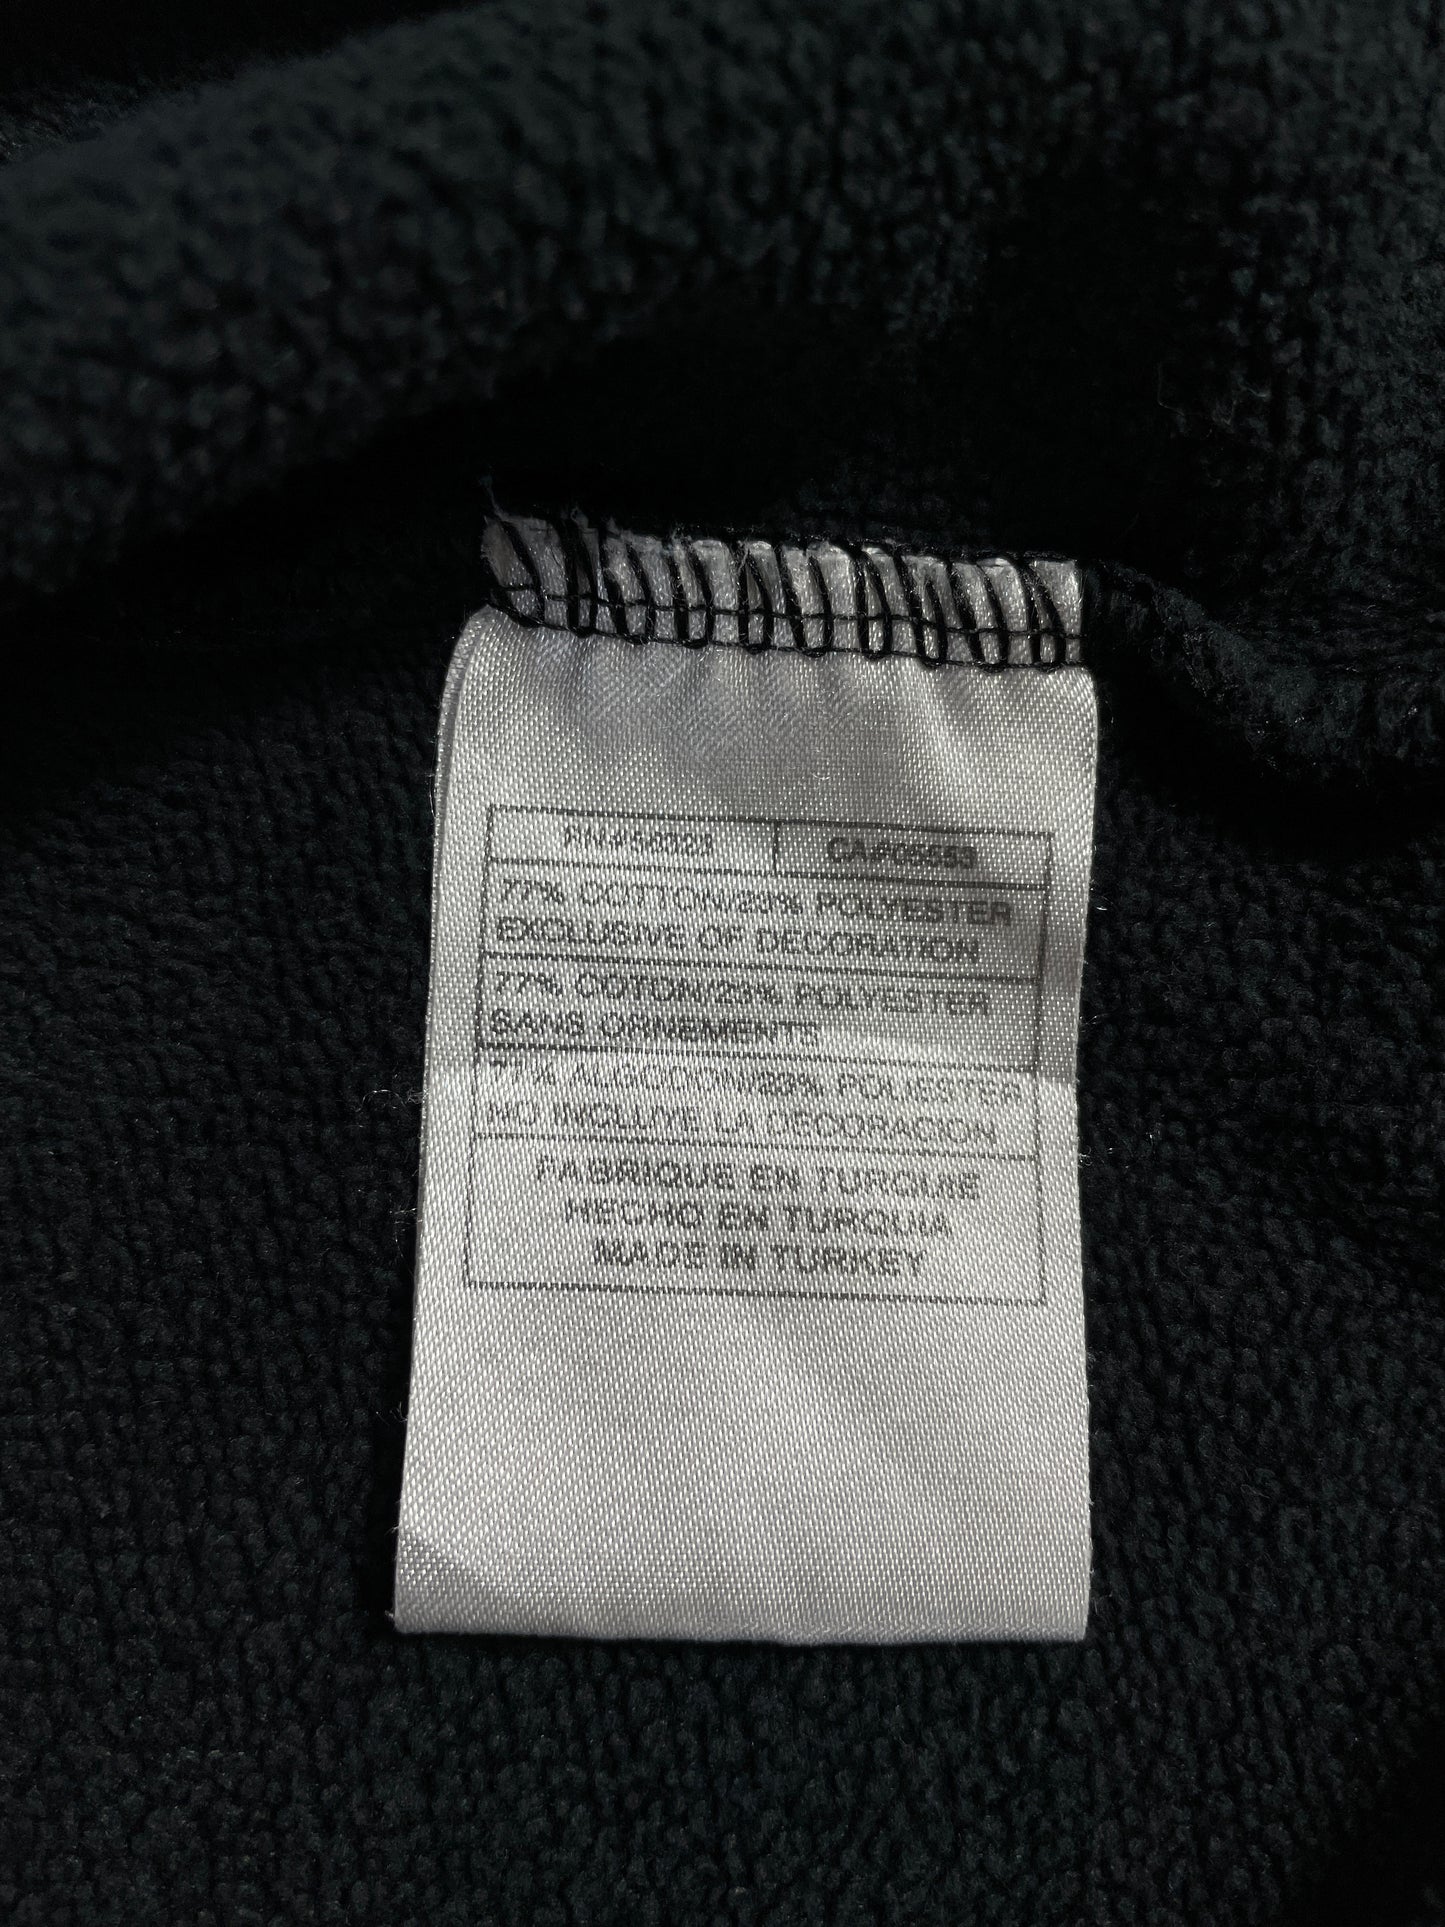 RN#56323 CA#05553
77% COTTON/23% POLYESTER
EXCLUSIVE OF DECORATION
77% COTON/23% POLYESTER
SANS ORNEMENTS
77% ALGODON/23% POLIESTER
NO INCLUYE LA DECORACION
FABRIQUE EN TURQUIE
HECHO EN TURQUIA
MADE IN TURKEY